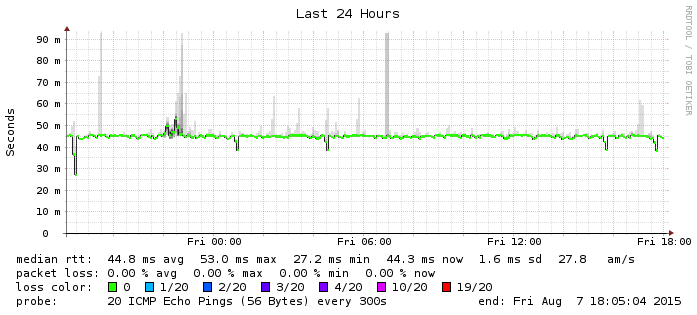 Last 24 Hours
RRDTOOL / TOBI OETIKER
Seconds
90 m
80 m
70 m
60 m
50 m
40 m
30 m
20 m
10 m
0
Fri 00:00 Fri 06:00 Fri 12:00 Fri 18:00
median rtt: 44.8 ms avg 53.0 ms max 27.2 ms min 44.3 ms now 1.6 ms sd 27.8 am/s
packet loss: 0.00 % avg 0.00 % max 0.00 % min 0.00 % now
loss color: 0 1/20 2/20 3/20 4/20 10/20 19/20
probe: 20 ICMP Echo Pings (56 Bytes) every 300s end: Fri Aug 7 18:05:04 2015